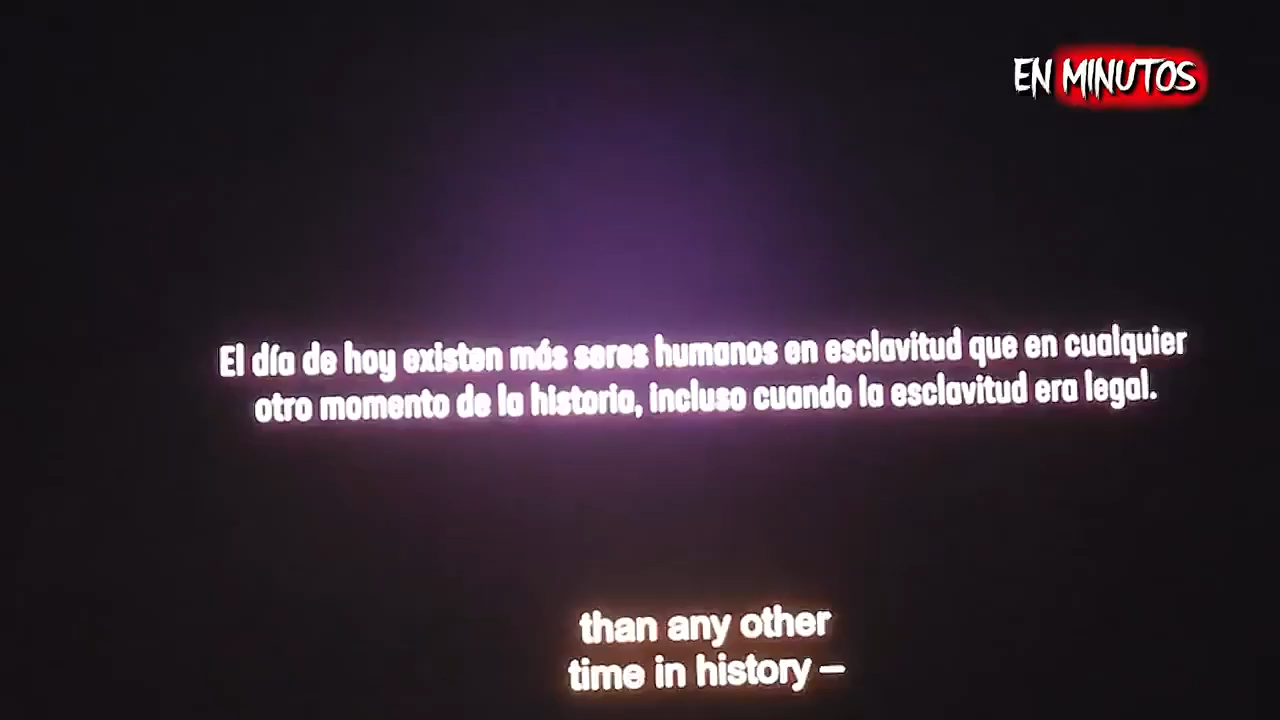 EN MINUTOS
El día de hoy existen más seres humanos en esclavitud que en cualquier
otro momento de la historia, incluso cuando la esclavitud era legal.
than any other
time in history –